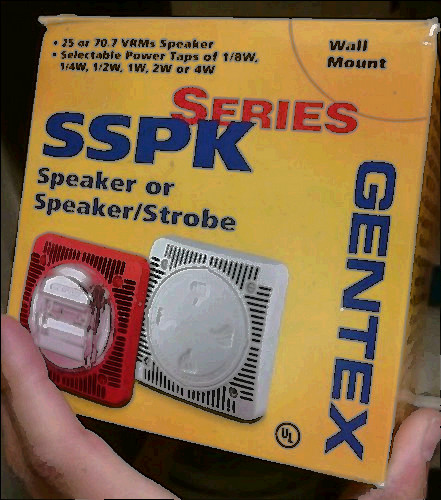 • 25 or 70.7 VRMs Speaker
• Selectable Power Taps of 1/8W,
1/4W, 1/2W, 1W, 2W or 4W
Wall
Mount
SERIES
SSPK
Speaker or
Speaker/Strobe
GENTEX
UL